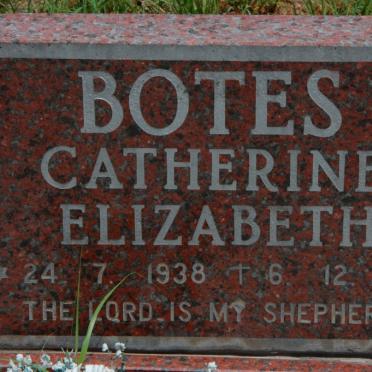 BOTES
CATHERINE
ELIZABETH
* 24 7 1938 † 6 12
THE LORD IS MY SHEPHER